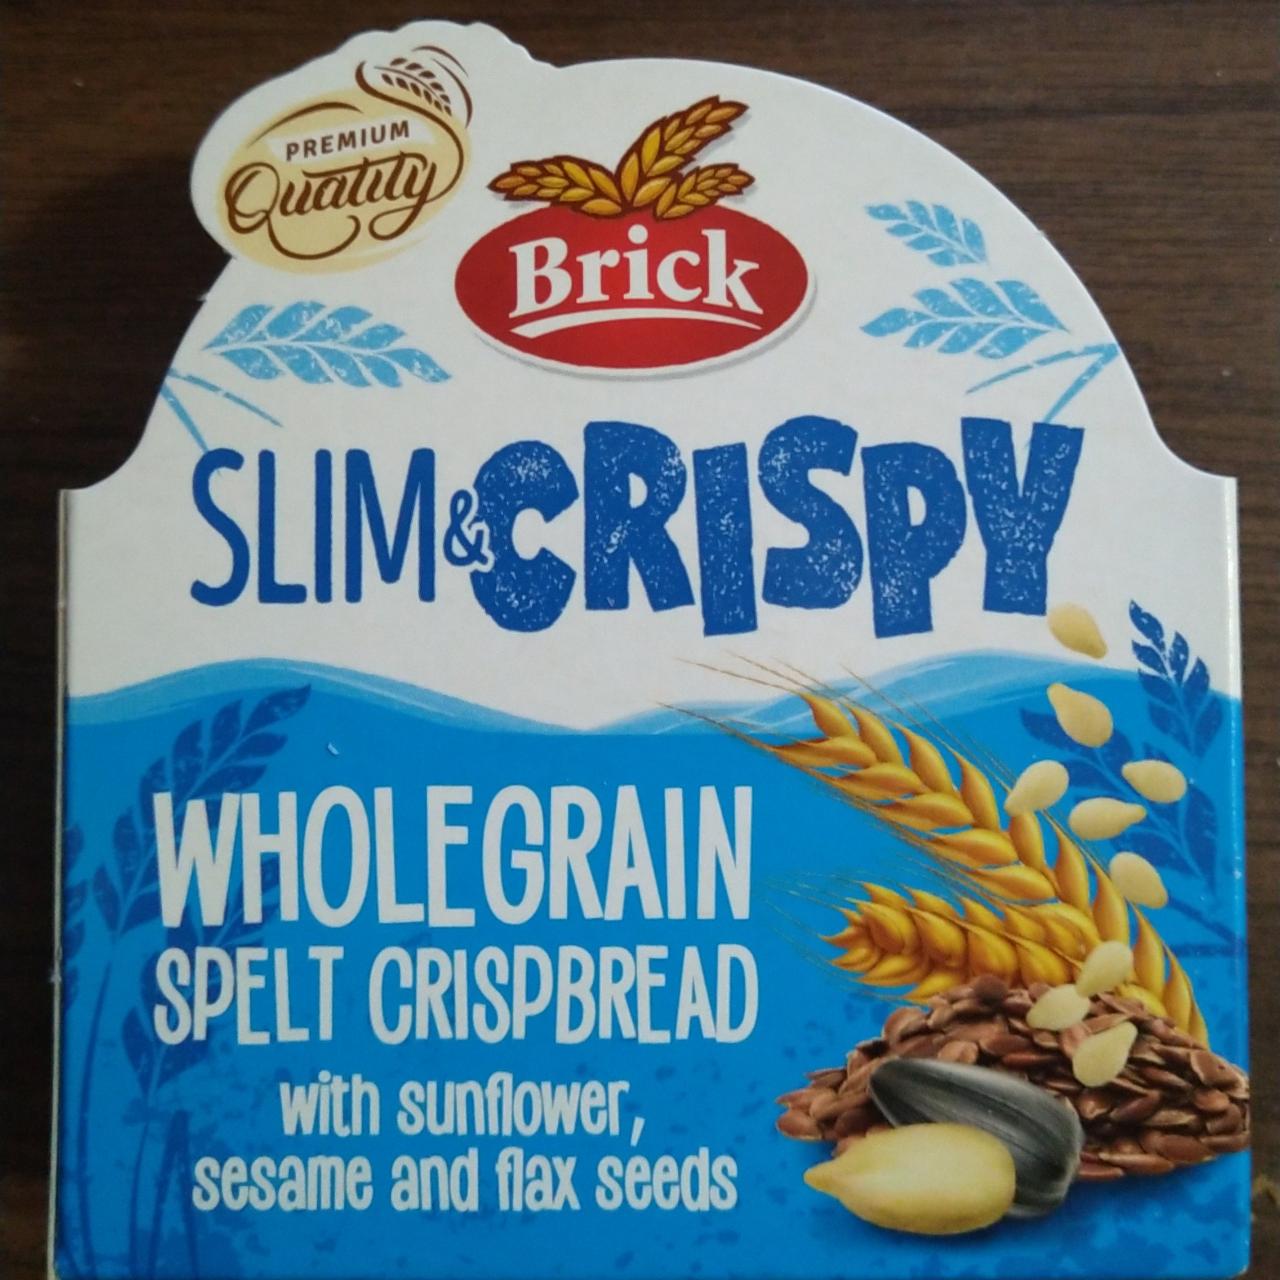 PREMIUM
Quality
Brick
SLIM & CRISPY
WHOLEGRAIN
SPELT CRISPBREAD
with sunflower,
sesame and flax seeds